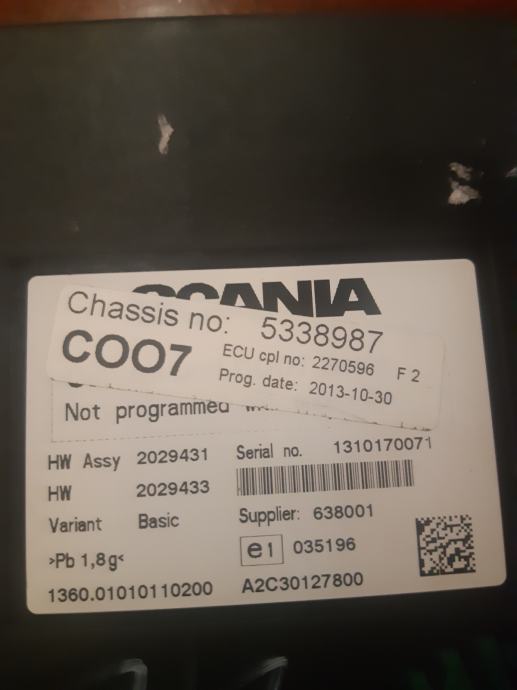 SCANIA
Chassis no: 5338987
COO7 ECU cpl no: 2270596 F 2
Prog. date: 2013-10-30
Not programmed
HW Assy 2029431 Serial no. 1310170071
HW 2029433
Variant Basic Supplier: 638001
>Pb 1,8g< e1 035196
1360.01010110200 A2C30127800